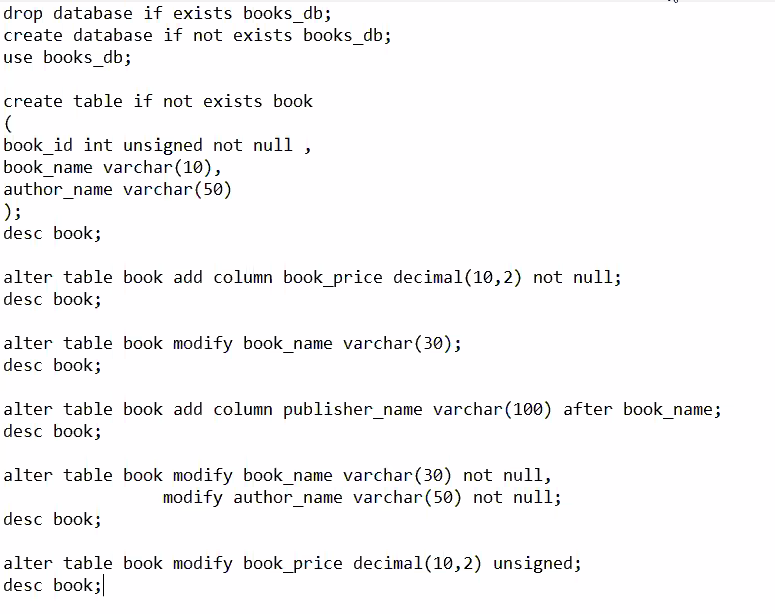 drop database if exists books_db;
create database if not exists books_db;
use books_db;
create table if not exists book
(
book_id int unsigned not null ,
book_name varchar(10),
author_name varchar(50)
);
desc book;
alter table book add column book_price decimal(10,2) not null;
desc book;
alter table book modify book_name varchar(30);
desc book;
alter table book add column publisher_name varchar(100) after book_name;
desc book;
alter table book modify book_name varchar(30) not null,
modify author_name varchar(50) not null;
desc book;
alter table book modify book_price decimal(10,2) unsigned;
desc book;